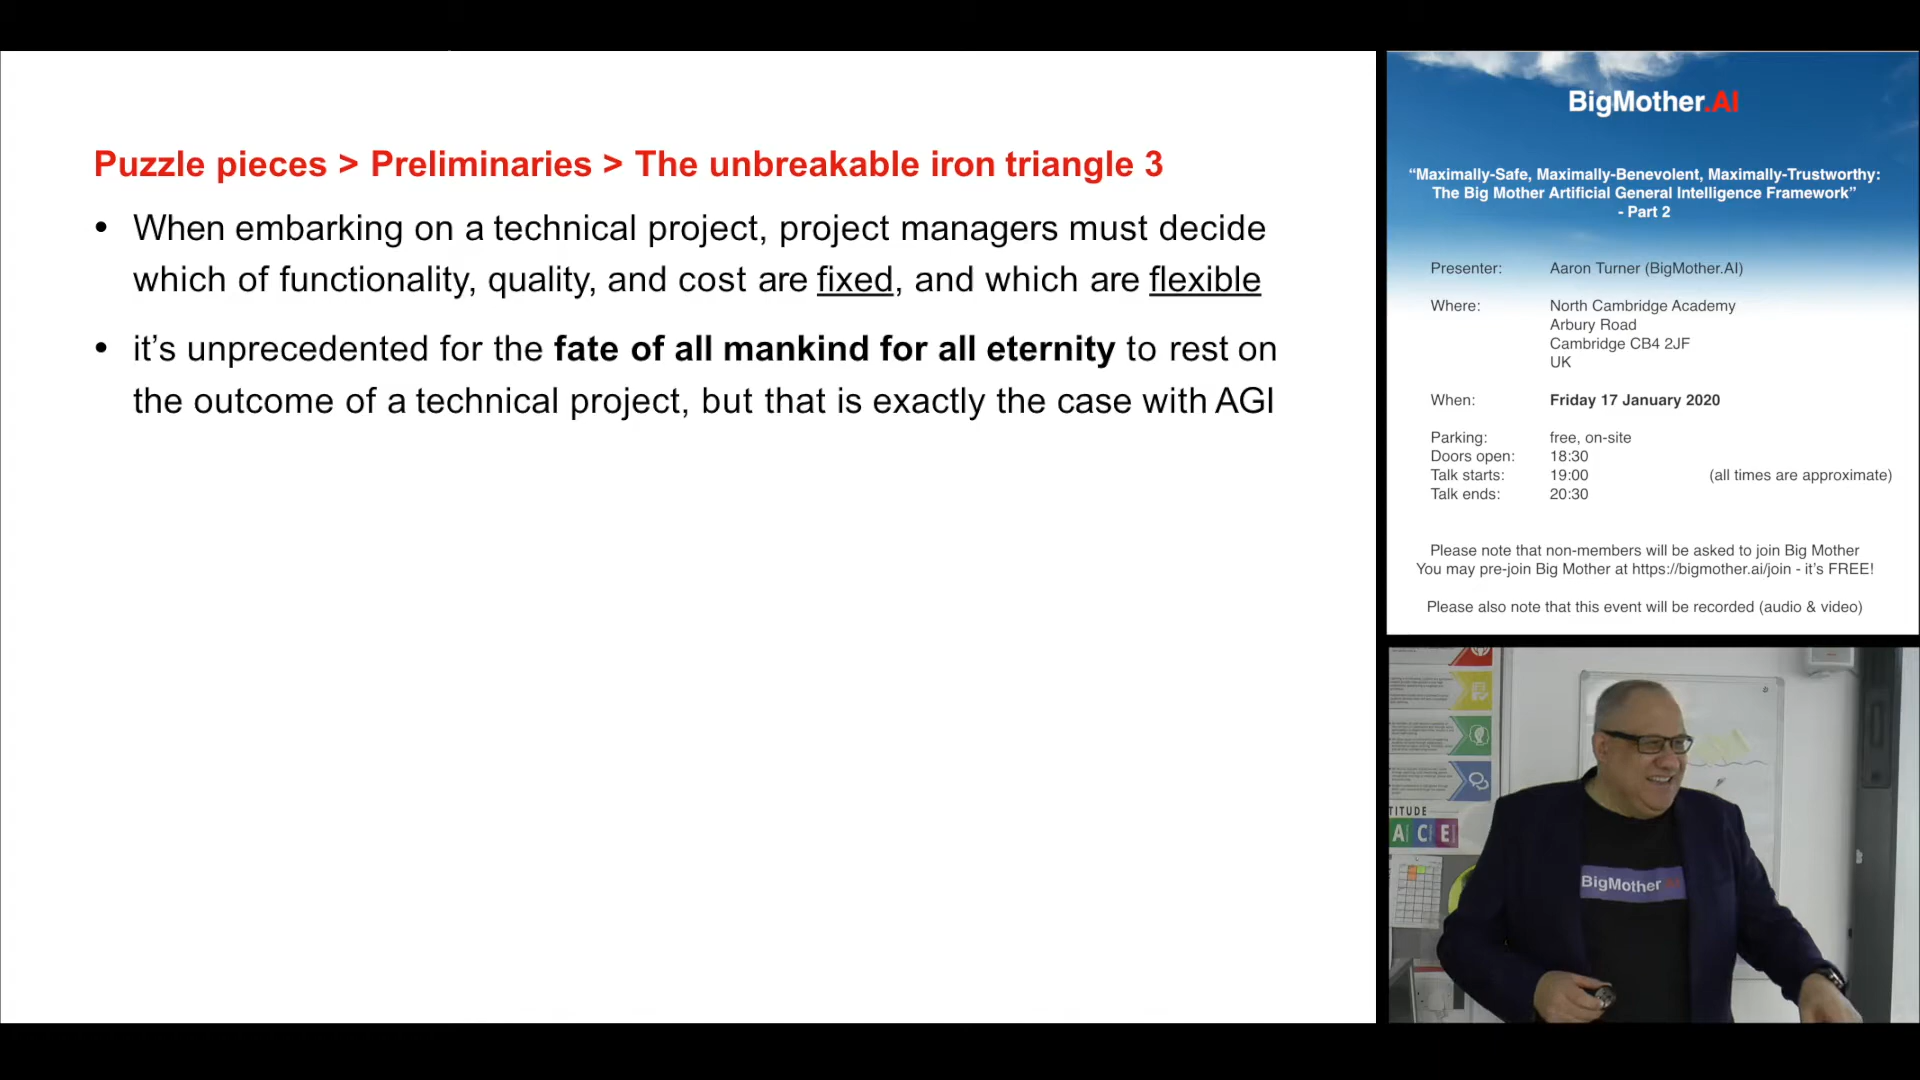 Puzzle pieces > Preliminaries > The unbreakable iron triangle 3
• When embarking on a technical project, project managers must decide
which of functionality, quality, and cost are fixed, and which are flexible
• it’s unprecedented for the fate of all mankind for all eternity to rest on
the outcome of a technical project, but that is exactly the case with AGI
BigMother.AI
“Maximally-Safe, Maximally-Benevolent, Maximally-Trustworthy:
The Big Mother Artificial General Intelligence Framework”
- Part 2
Presenter: Aaron Turner (BigMother.AI)
Where: North Cambridge Academy
Arbury Road
Cambridge CB4 2JF
UK
When: Friday 17 January 2020
Parking: free, on-site
Doors open: 18:30
Talk starts: 19:00 (all times are approximate)
Talk ends: 20:30
Please note that non-members will be asked to join Big Mother
You may pre-join Big Mother at https://bigmother.ai/join - it’s FREE!
Please also note that this event will be recorded (audio & video)
TITUDE
ACE
BigMother